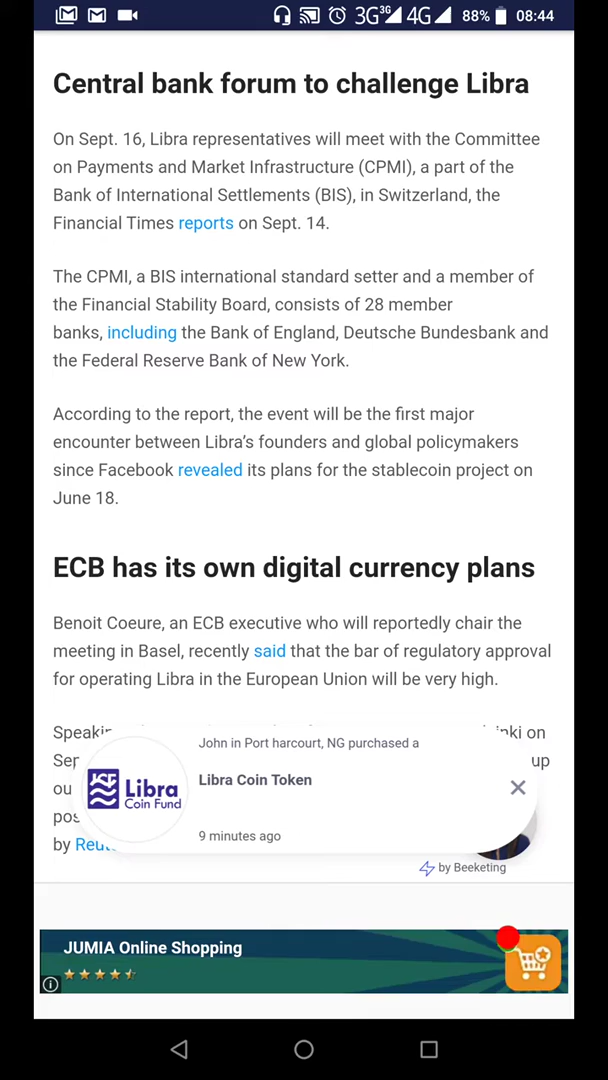 3G 3G 4G 88% 08:44
Central bank forum to challenge Libra
On Sept. 16, Libra representatives will meet with the Committee
on Payments and Market Infrastructure (CPMI), a part of the
Bank of International Settlements (BIS), in Switzerland, the
Financial Times reports on Sept. 14.
The CPMI, a BIS international standard setter and a member of
the Financial Stability Board, consists of 28 member
banks, including the Bank of England, Deutsche Bundesbank and
the Federal Reserve Bank of New York.
According to the report, the event will be the first major
encounter between Libra's founders and global policymakers
since Facebook revealed its plans for the stablecoin project on
June 18.
ECB has its own digital currency plans
Benoit Coeure, an ECB executive who will reportedly chair the
meeting in Basel, recently said that the bar of regulatory approval
for operating Libra in the European Union will be very high.
on
up
by
John in Port harcourt, NG purchased a
Libra Coin Token
9 minutes ago
Libra
Coin Fund
by Beeketing
JUMIA Online Shopping